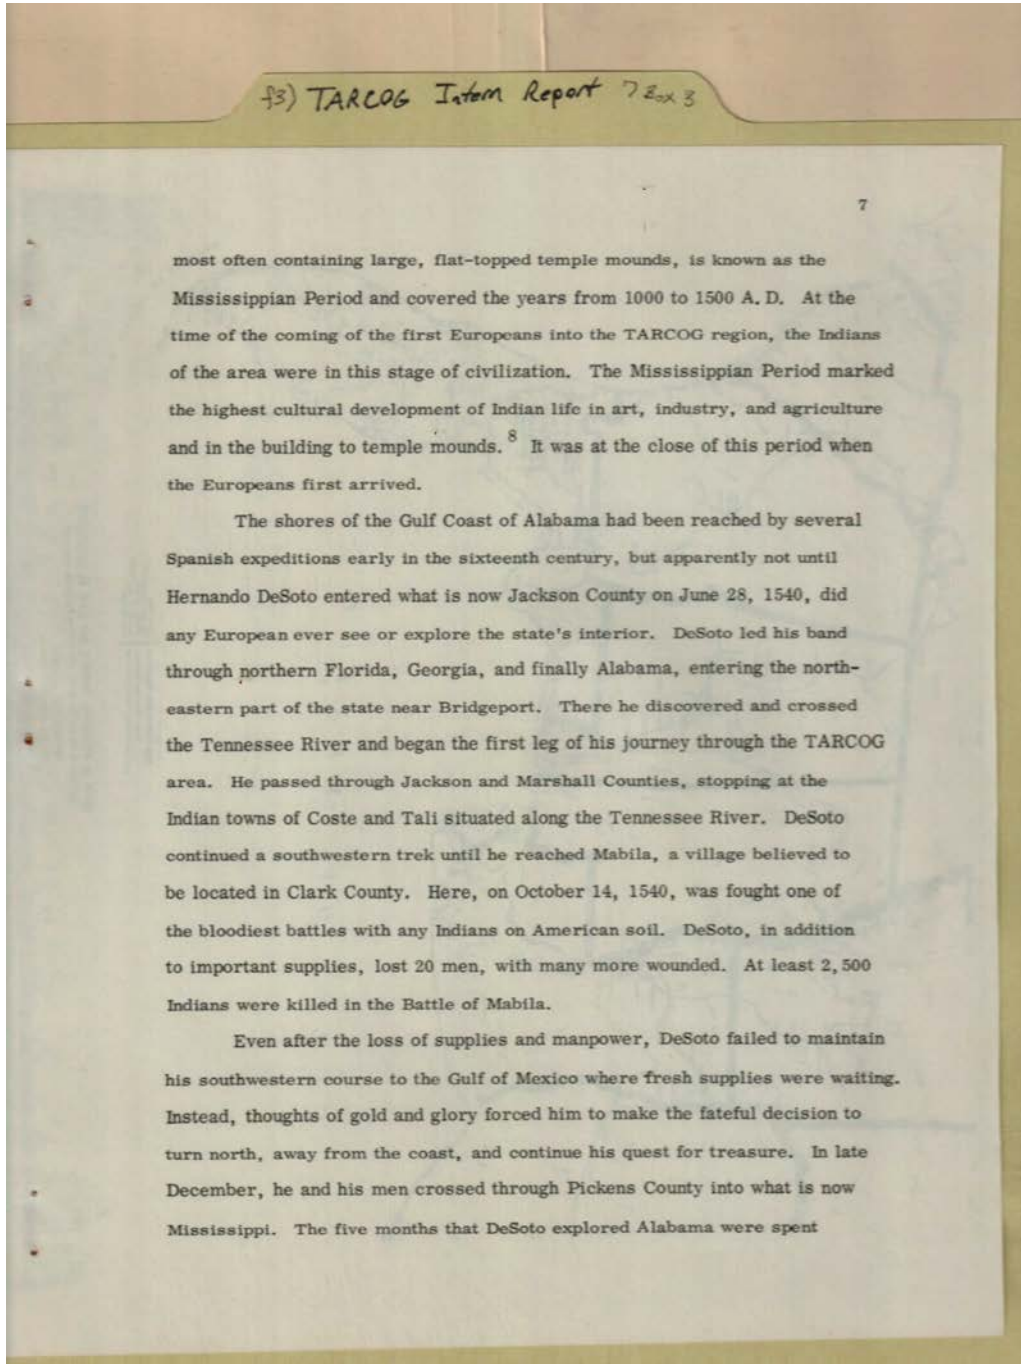 f3) TARCOG Intern Report 7 Box 3
7
most often containing large, flat-topped temple mounds, is known as the
Mississippian Period and covered the years from 1000 to 1500 A. D. At the
time of the coming of the first Europeans into the TARCOG region, the Indians
of the area were in this stage of civilization. The Mississippian Period marked
the highest cultural development of Indian life in art, industry, and agriculture
and in the building to temple mounds. 8 It was at the close of this period when
the Europeans first arrived.
The shores of the Gulf Coast of Alabama had been reached by several
Spanish expeditions early in the sixteenth century, but apparently not until
Hernando DeSoto entered what is now Jackson County on June 28, 1540, did
any European ever see or explore the state's interior. DeSoto led his band
through northern Florida, Georgia, and finally Alabama, entering the north-
eastern part of the state near Bridgeport. There he discovered and crossed
the Tennessee River and began the first leg of his journey through the TARCOG
area. He passed through Jackson and Marshall Counties, stopping at the
Indian towns of Coste and Tali situated along the Tennessee River. DeSoto
continued a southwestern trek until he reached Mabila, a village believed to
be located in Clark County. Here, on October 14, 1540, was fought one of
the bloodiest battles with any Indians on American soil. DeSoto, in addition
to important supplies, lost 20 men, with many more wounded. At least 2, 500
Indians were killed in the Battle of Mabila.
Even after the loss of supplies and manpower, DeSoto failed to maintain
his southwestern course to the Gulf of Mexico where fresh supplies were waiting.
Instead, thoughts of gold and glory forced him to make the fateful decision to
turn north, away from the coast, and continue his quest for treasure. In late
December, he and his men crossed through Pickens County into what is now
Mississippi. The five months that DeSoto explored Alabama were spent